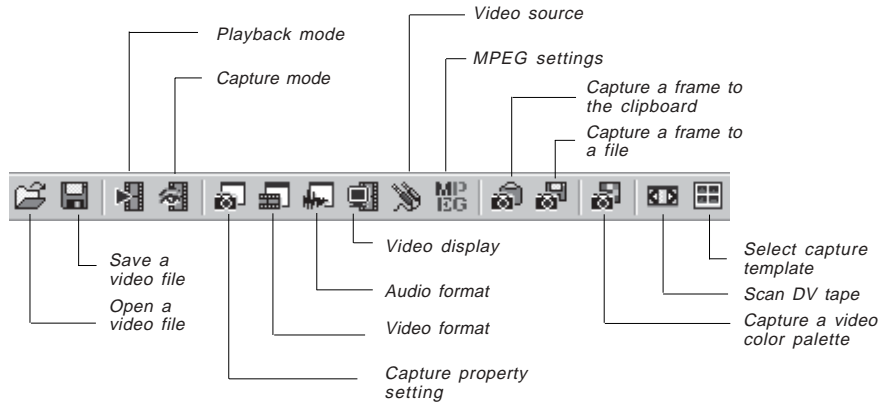 Video source
Playback mode
MPEG settings
Capture mode
Capture a frame to
the clipboard
Capture a frame to
a file
MP
EG
Save a
video file
Open a
video file
Video display
Audio format
Video format
Capture property
setting
Select capture
template
Scan DV tape
Capture a video
color palette